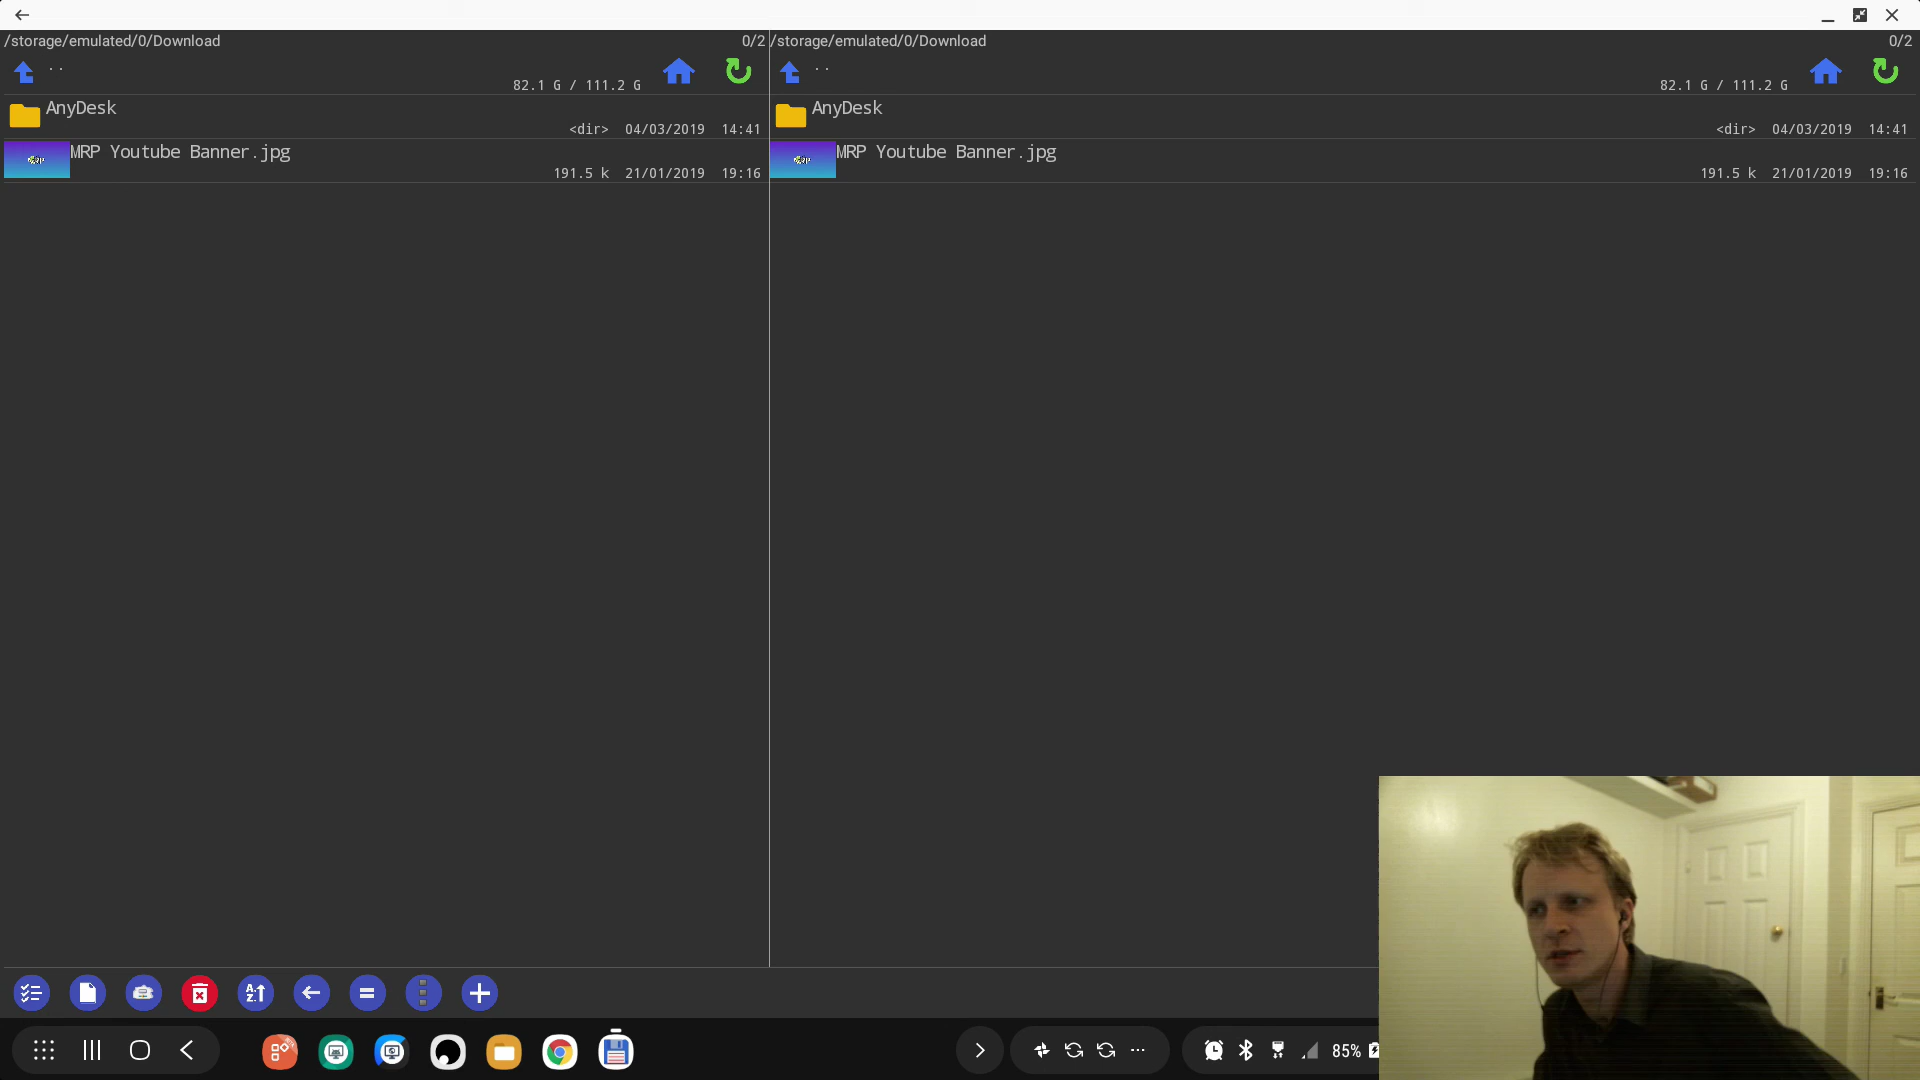 /storage/emulated/0/Download 0/2
..
82.1 G / 111.2 G
AnyDesk
<dir> 04/03/2019 14:41
MRP Youtube Banner.jpg
191.5 k 21/01/2019 19:16
/storage/emulated/0/Download 0/2
..
82.1 G / 111.2 G
AnyDesk
<dir> 04/03/2019 14:41
MRP Youtube Banner.jpg
191.5 k 21/01/2019 19:16
85%